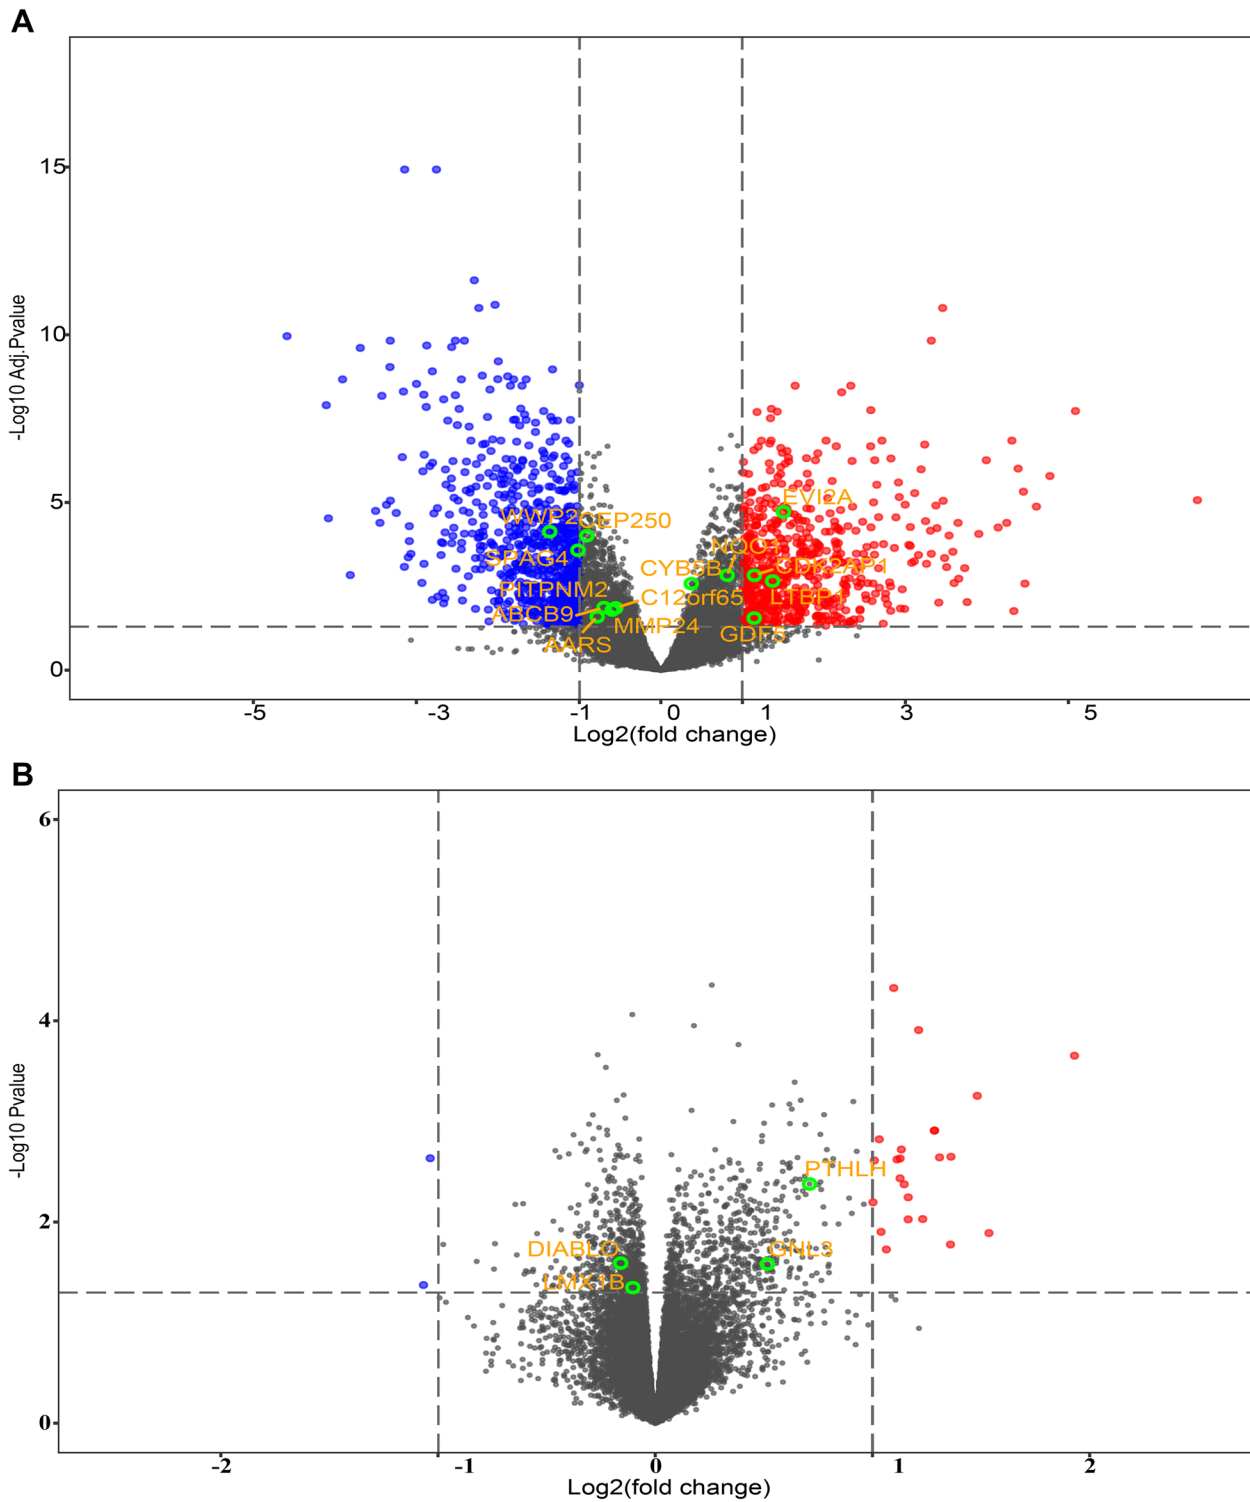 A
-Log10 Adj.Pvalue
15
10
5
0
EVI2A
WWP2
CEP250
SPAG4
NQO1
CYB5B
CDK2AP1
PITPNM2
C12orf65
LTBP1
ABCB9
MMP24
GDF5
AARS
-5
-3
-1
0
1
3
5
Log2(fold change)
B
-Log10 Pvalue
6
4
2
0
PTHLH
DIABLO
GNL3
LMX1B
-2
-1
0
1
2
Log2(fold change)